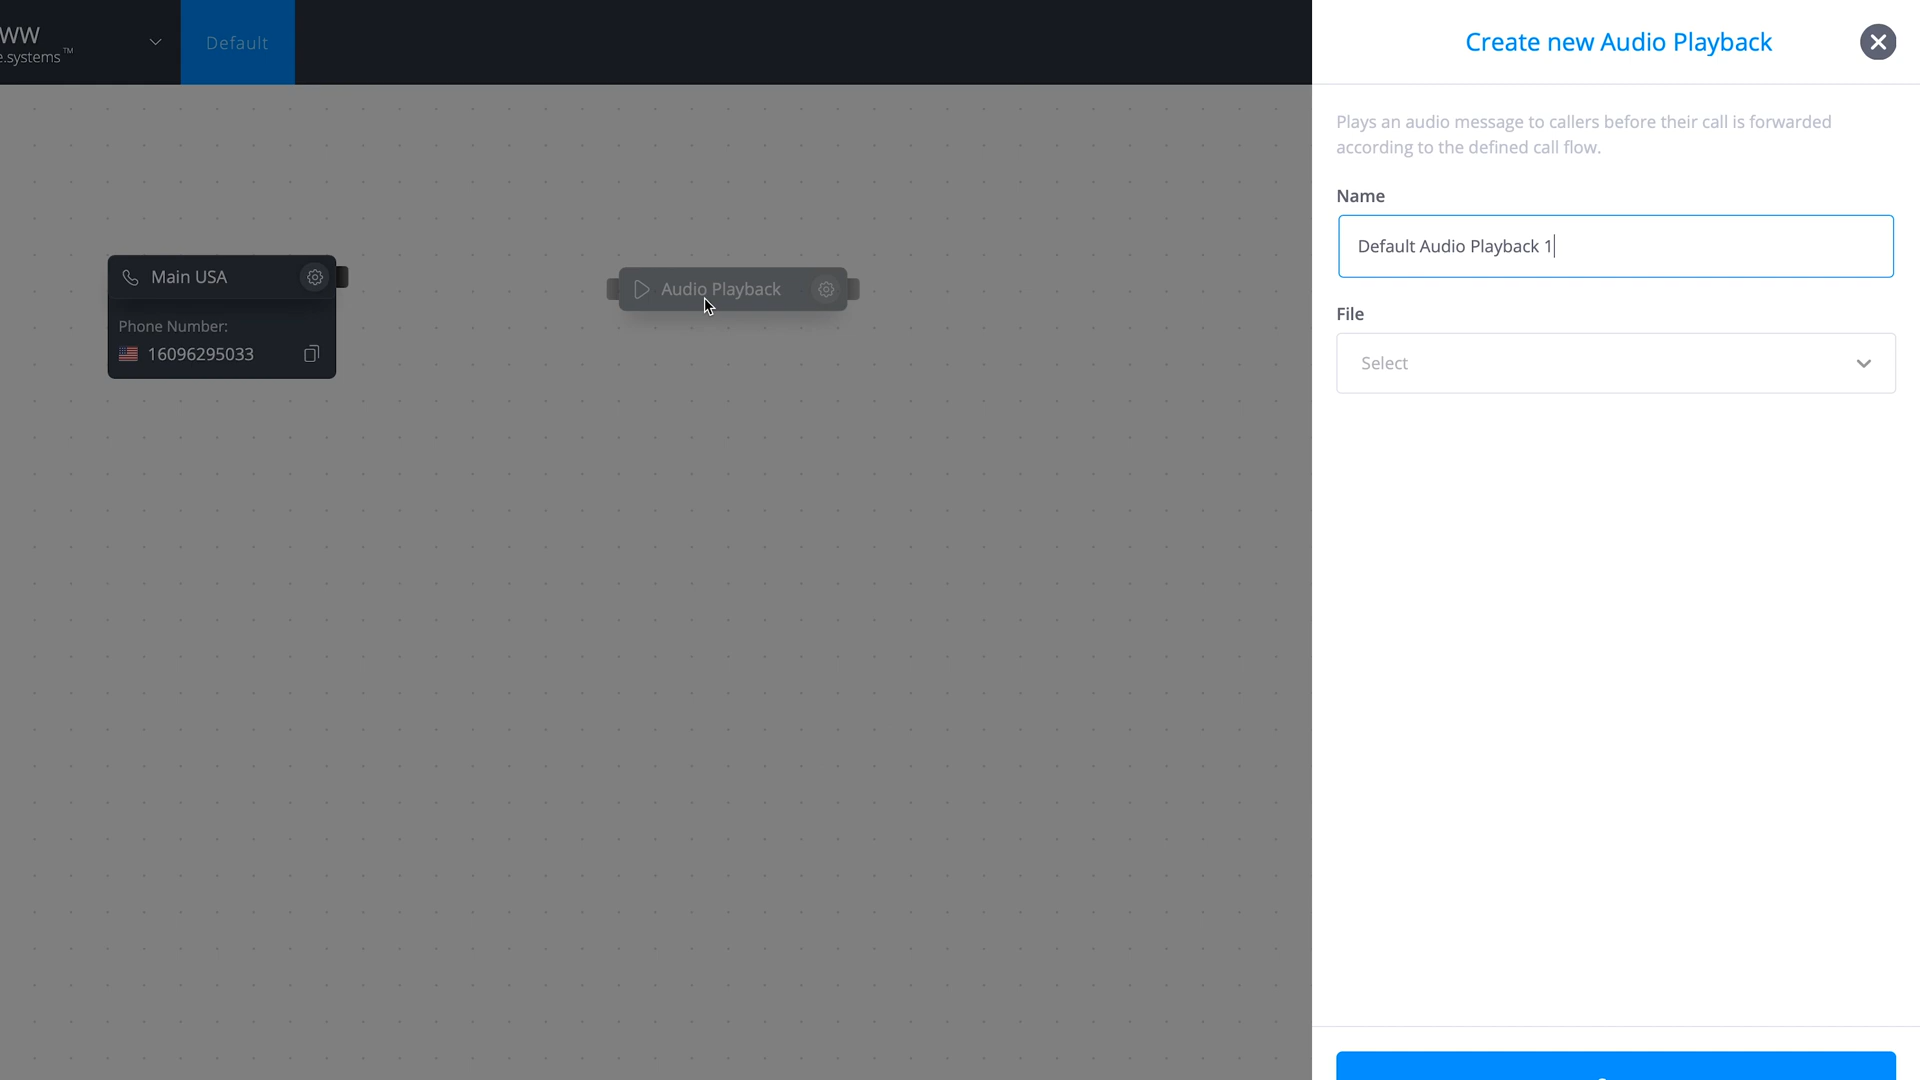 WW
e.systems™
Default
Create new Audio Playback
Plays an audio message to callers before their call is forwarded
according to the defined call flow.
Name
Default Audio Playback 1
File
Select
Main USA
Phone Number:
16096295033
Audio Playback